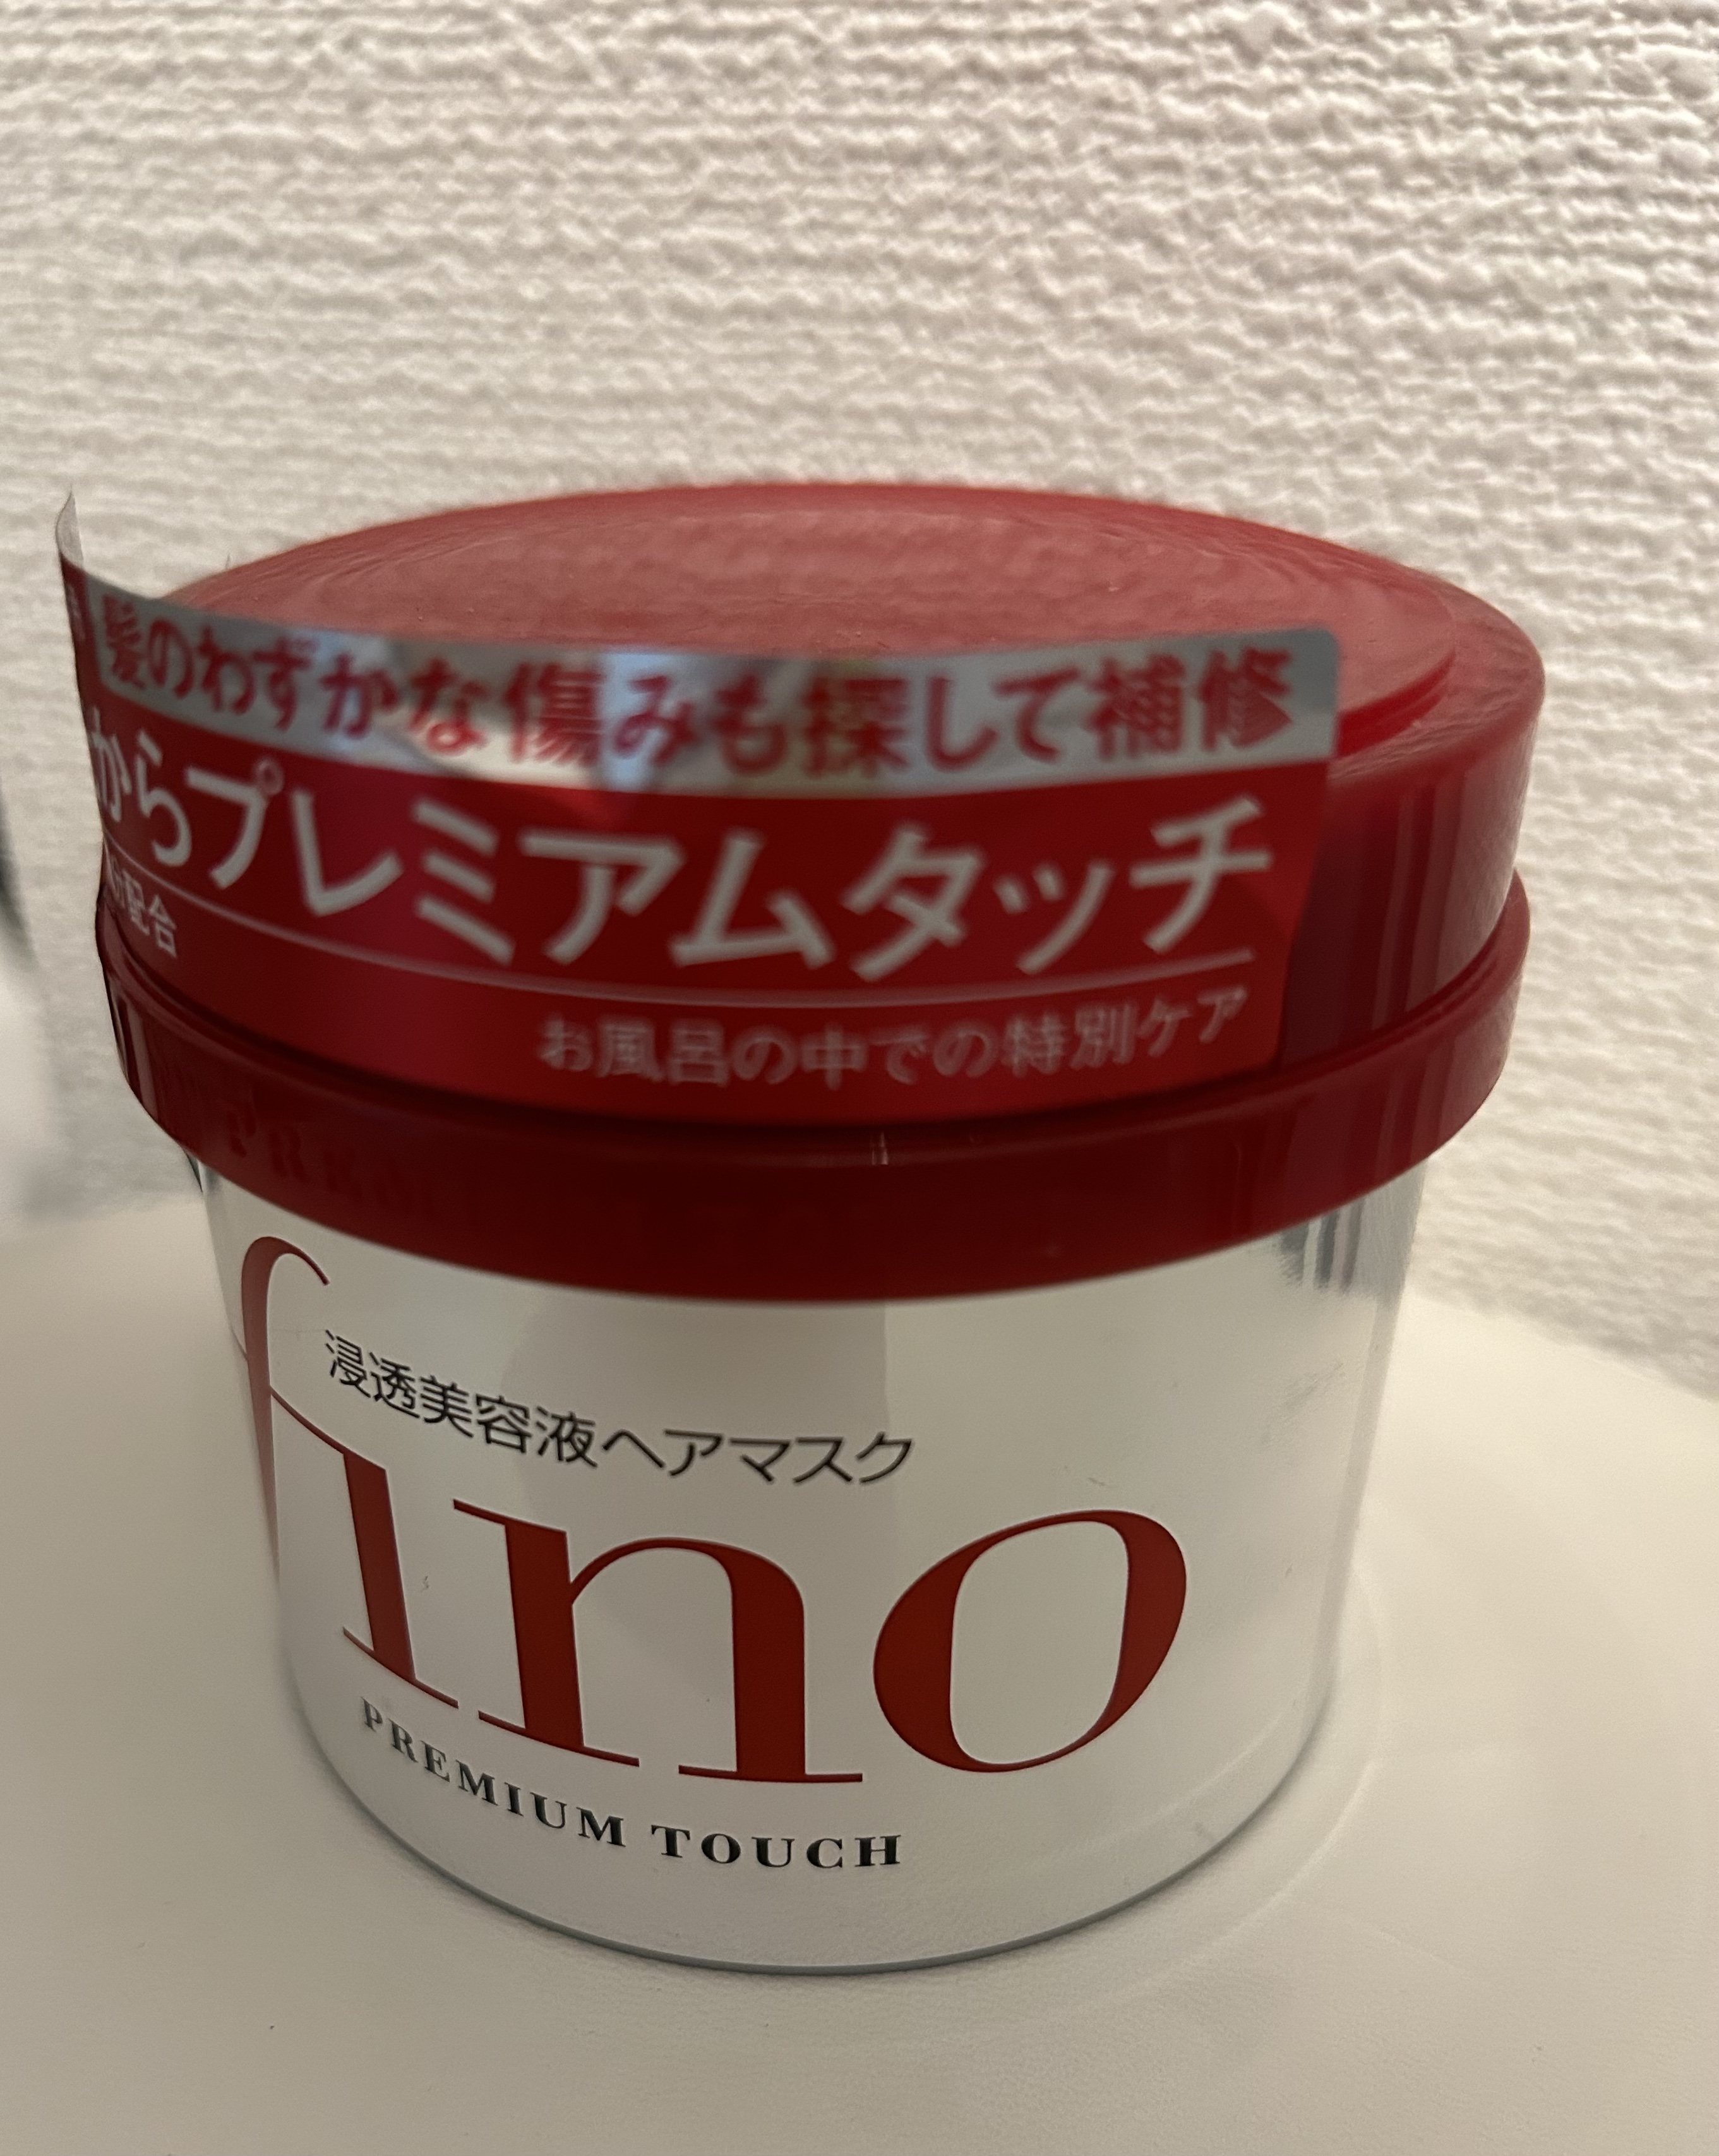 髪のわずかな傷みも探して補修
からプレミアムタッチ
配合
お風呂の中での特別ケア
浸透美容液ヘアマスク
fino
PREMIUM TOUCH